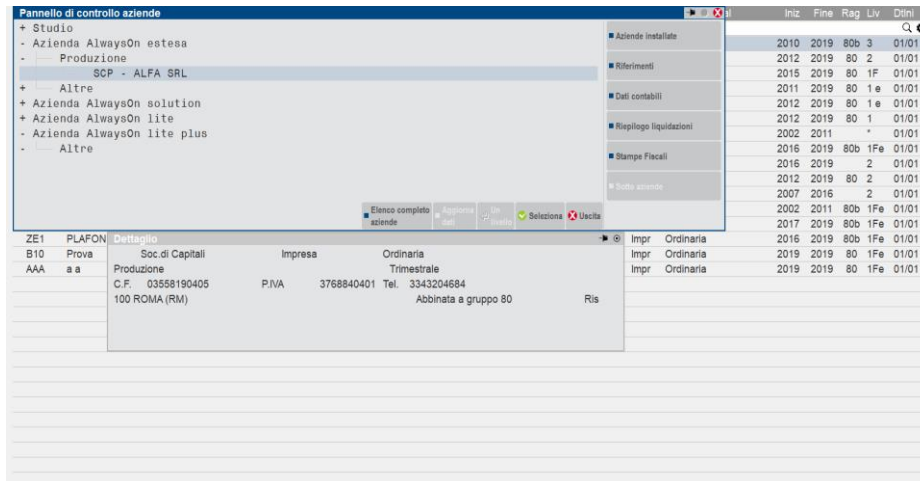 Pannello di controllo aziende
Iniz Fine Rag Liv DtIni
+ Studio
- Azienda AlwaysOn estesa
- Produzione
SCP - ALFA SRL
+ Altre
+ Azienda AlwaysOn solution
+ Azienda AlwaysOn lite
- Azienda AlwaysOn lite plus
- Altre
Aziende installate
Riferimenti
Dati contabili
Riepilogo liquidazioni
Stampe Fiscali
Sotto aziende
Elenco completo aziende
Aggiorna dati
Un livello
Seleziona
Uscita
2010 2019 80b 3 01/01
2012 2019 80 2 01/01
2015 2019 80 1F 01/01
2011 2019 80 1 e 01/01
2012 2019 80 1 e 01/01
2012 2019 80 1 01/01
2002 2011 * 01/01
2016 2019 80b 1Fe 01/01
2016 2019 2 01/01
2012 2019 80 2 01/01
2007 2016 2 01/01
2002 2011 80b 1Fe 01/01
2017 2019 80b 1Fe 01/01
ZE1 PLAFON Impr Ordinaria 2016 2019 80b 1Fe 01/01
B10 Prova Impr Ordinaria 2019 2019 80 1Fe 01/01
AAA a a Impr Ordinaria 2019 2019 80 1Fe 01/01
Dettaglio
Soc.di Capitali Impresa Ordinaria
Produzione Trimestrale
C.F. 03558190405 P.IVA 3768840401 Tel. 3343204684
100 ROMA (RM) Abbinata a gruppo 80 Ris